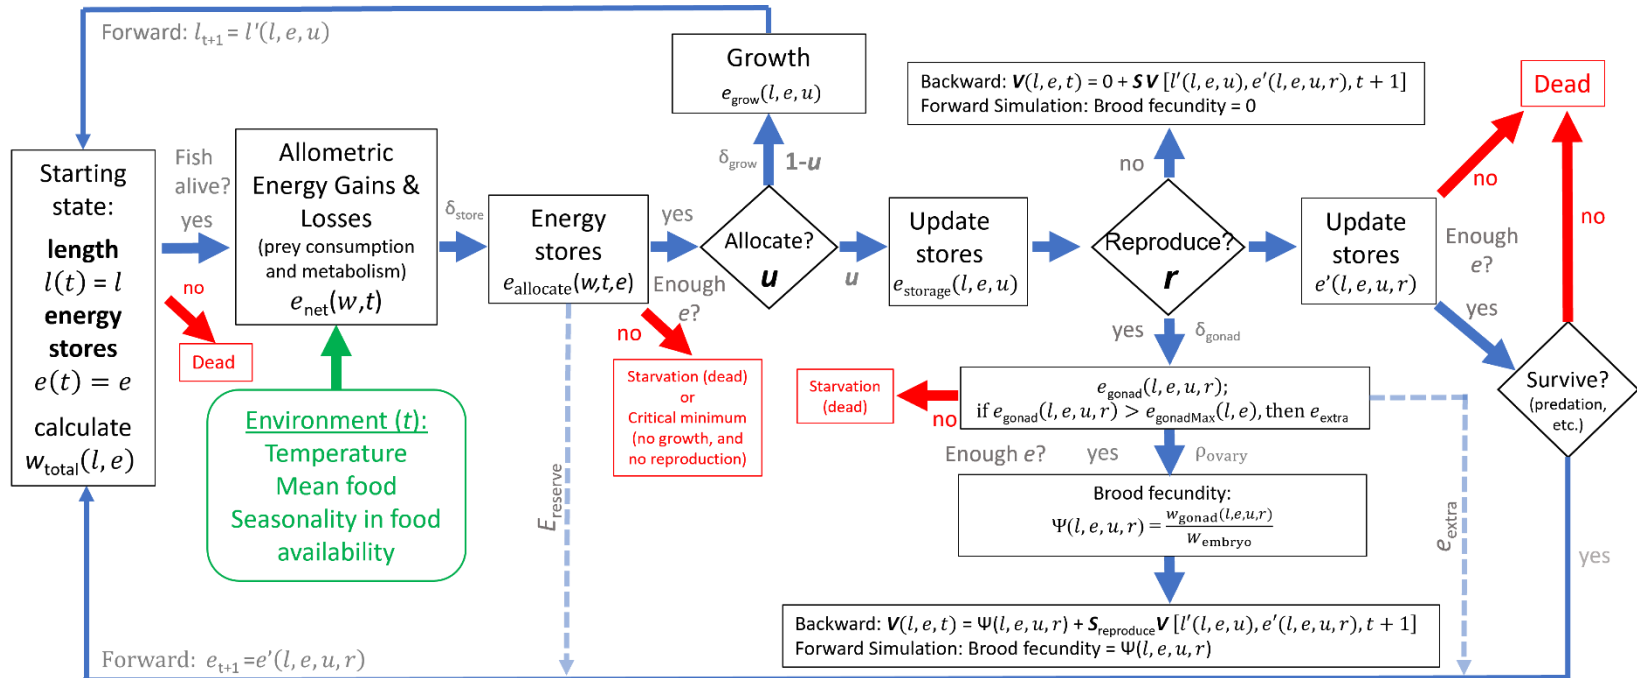 Forward: lₜ₊₁ = l'(l, e, u)
Starting
state:
length
l(t) = l
energy
stores
e(t) = e
calculate
w_total(l, e)
Fish
alive?
yes
no
Dead
Allometric
Energy Gains &
Losses
(prey consumption
and metabolism)
e_net(w,t)
Environment (t):
Temperature
Mean food
Seasonality in food
availability
δ_store
Energy
stores
e_allocate(w,t,e)
E_reserve
yes
Enough
e?
no
Starvation (dead)
or
Critical minimum
(no growth, and
no reproduction)
Growth
e_grow(l, e, u)
δ_grow
1-u
Allocate?
u
u
Update
stores
e_storage(l, e, u)
Backward: V(l, e, t) = 0 + S V [l′(l, e, u), e′(l, e, u, r), t + 1]
Forward Simulation: Brood fecundity = 0
no
Reproduce?
r
yes
δ_gonad
e_gonad(l, e, u, r);
if e_gonad(l, e, u, r) > e_gonadMax(l, e), then e_extra
no
Starvation
(dead)
Enough e?
yes
ρ_ovary
Brood fecundity:
Ψ(l, e, u, r) = w_gonad(l,e,u,r) / W_embryo
Backward: V(l, e, t) = Ψ(l, e, u, r) + S_reproduce V [l′(l, e, u), e′(l, e, u, r), t + 1]
Forward Simulation: Brood fecundity = Ψ(l, e, u, r)
Update
stores
e′(l, e, u, r)
Enough
e?
no
Dead
no
yes
Survive?
(predation,
etc.)
yes
e_extra
Forward: eₜ₊₁ =e'(l, e, u, r)